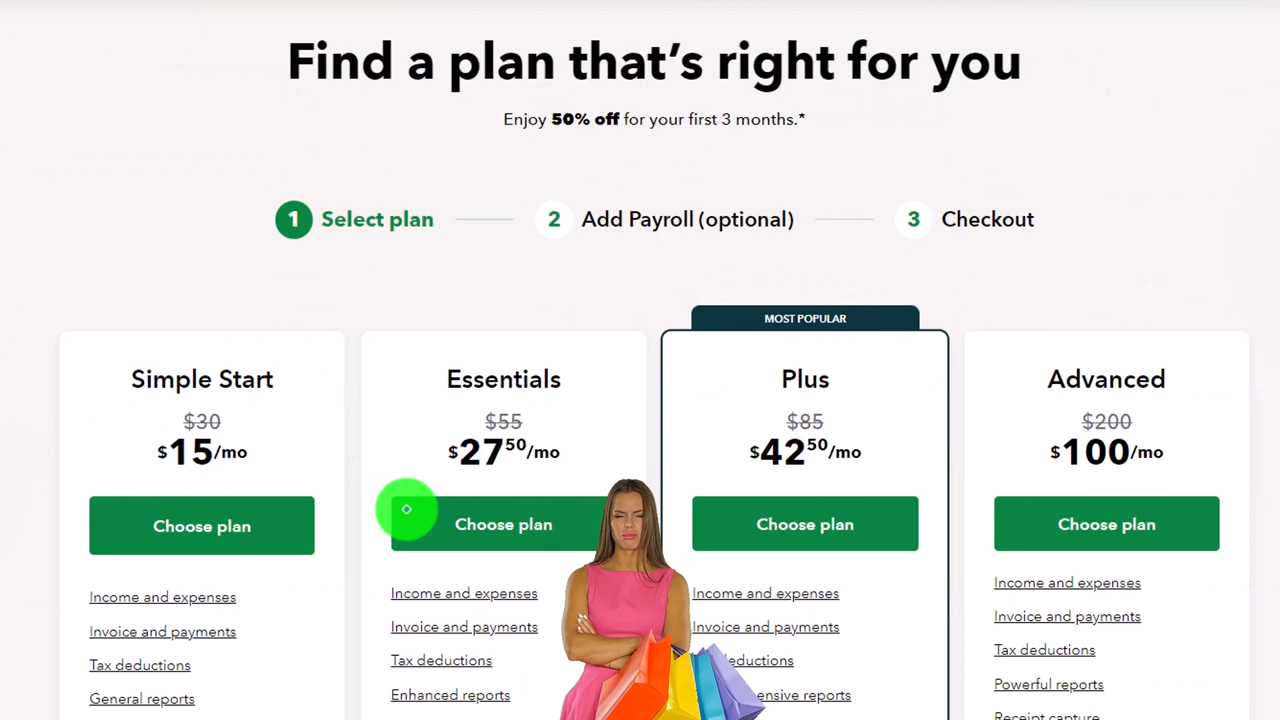 Find a plan that's right for you
Enjoy 50% off for your first 3 months.*
1 Select plan
2 Add Payroll (optional)
3 Checkout
MOST POPULAR
Simple Start
$30
$15/mo
Choose plan
Income and expenses
Invoice and payments
Tax deductions
General reports
Essentials
$55
$27⁵⁰/mo
Choose plan
Income and expenses
Invoice and payments
Tax deductions
Enhanced reports
Plus
$85
$42⁵⁰/mo
Choose plan
Income and expenses
Invoice and payments
reports
Advanced
$200
$100/mo
Choose plan
Income and expenses
Invoice and payments
Tax deductions
Powerful reports
Receipt capture